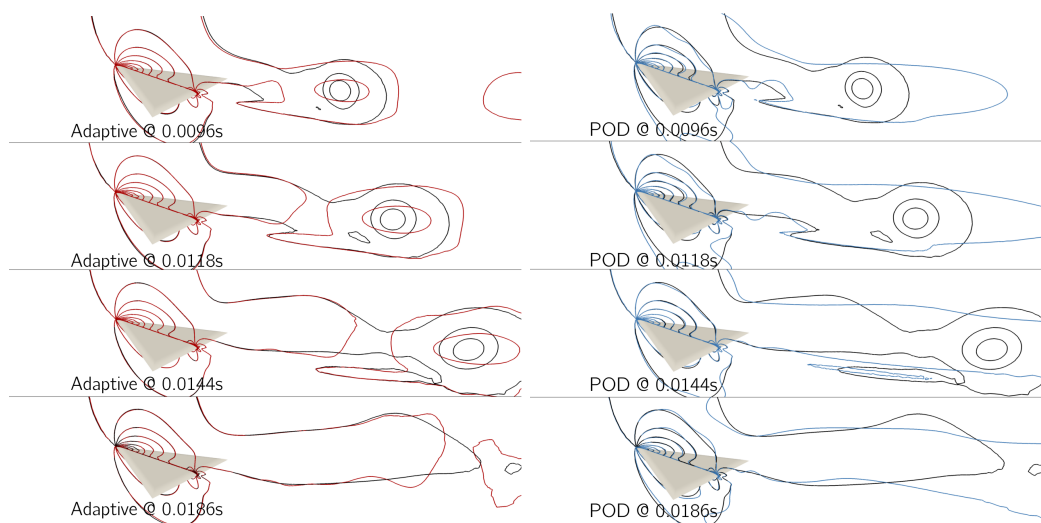 Adaptive @ 0.0096s
POD @ 0.0096s
Adaptive @ 0.0118s
POD @ 0.0118s
Adaptive @ 0.0144s
POD @ 0.0144s
Adaptive @ 0.0186s
POD @ 0.0186s